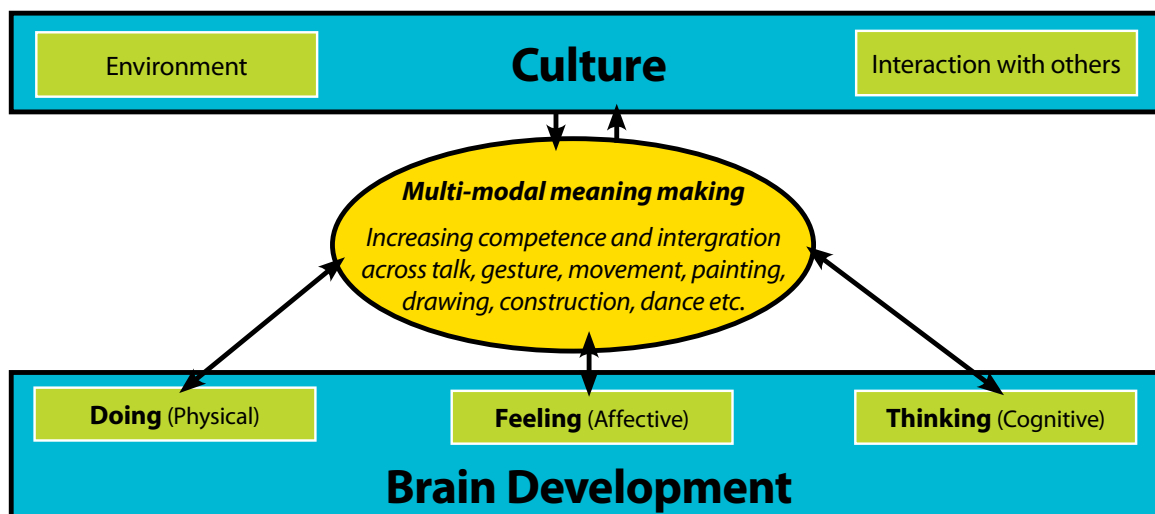 Environment
Culture
Interaction with others
Multi-modal meaning making
Increasing competence and intergration
across talk, gesture, movement, painting,
drawing, construction, dance etc.
Doing (Physical)
Feeling (Affective)
Thinking (Cognitive)
Brain Development